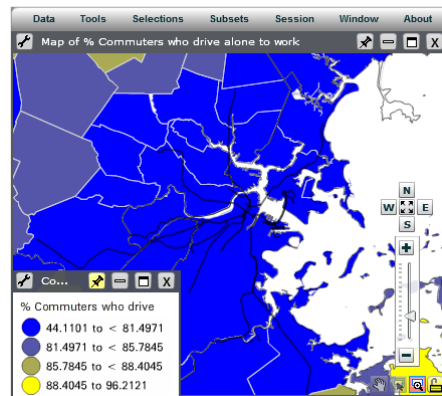 Data Tools Selections Subsets Session Window About
Map of % Commuters who drive alone to work X
N
W E
S
Co... X
% Commuters who drive
44.1101 to < 81.4971
81.4971 to < 85.7845
85.7845 to < 88.4045
88.4045 to 96.2121